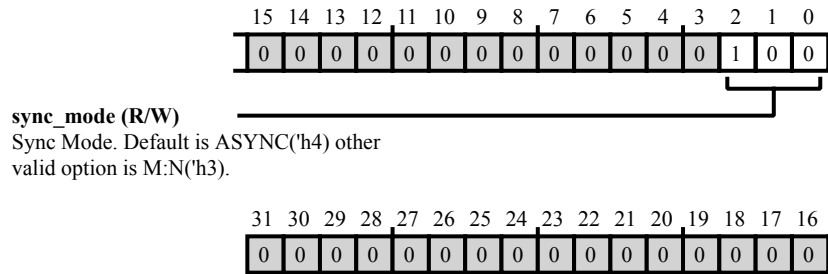 15 14 13 12 11 10 9 8 7 6 5 4 3 2 1 0
0 0 0 0 0 0 0 0 0 0 0 0 0 1 0 0
sync_mode (R/W)
Sync Mode. Default is ASYNC('h4) other
valid option is M:N('h3).
31 30 29 28 27 26 25 24 23 22 21 20 19 18 17 16
0 0 0 0 0 0 0 0 0 0 0 0 0 0 0 0